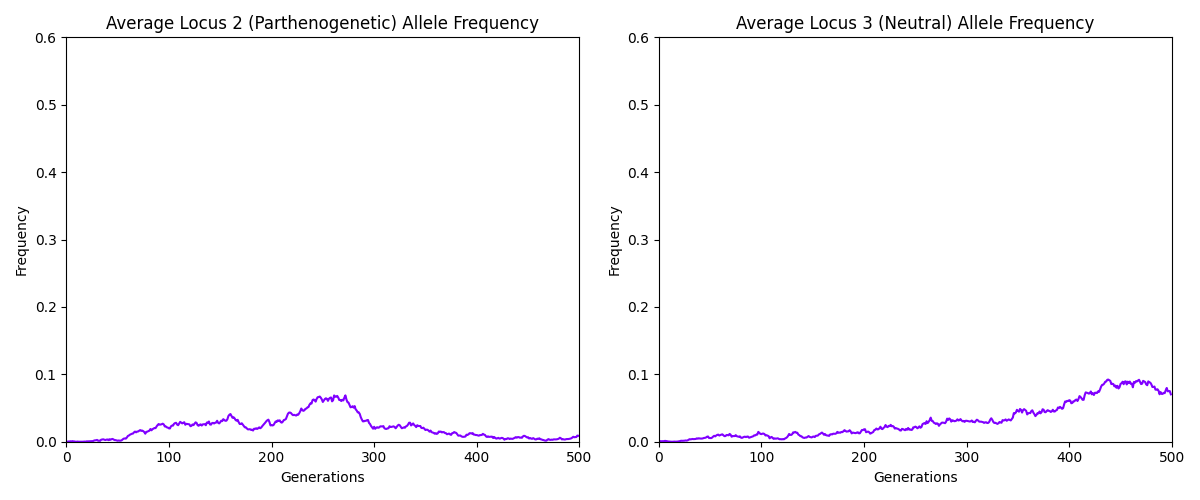 Average Locus 2 (Parthenogenetic) Allele Frequency
0.6
0.5
0.4
0.3
0.2
0.1
0.0
Frequency
0 100 200 300 400 500
Generations
Average Locus 3 (Neutral) Allele Frequency
0.6
0.5
0.4
0.3
0.2
0.1
0.0
Frequency
0 100 200 300 400 500
Generations